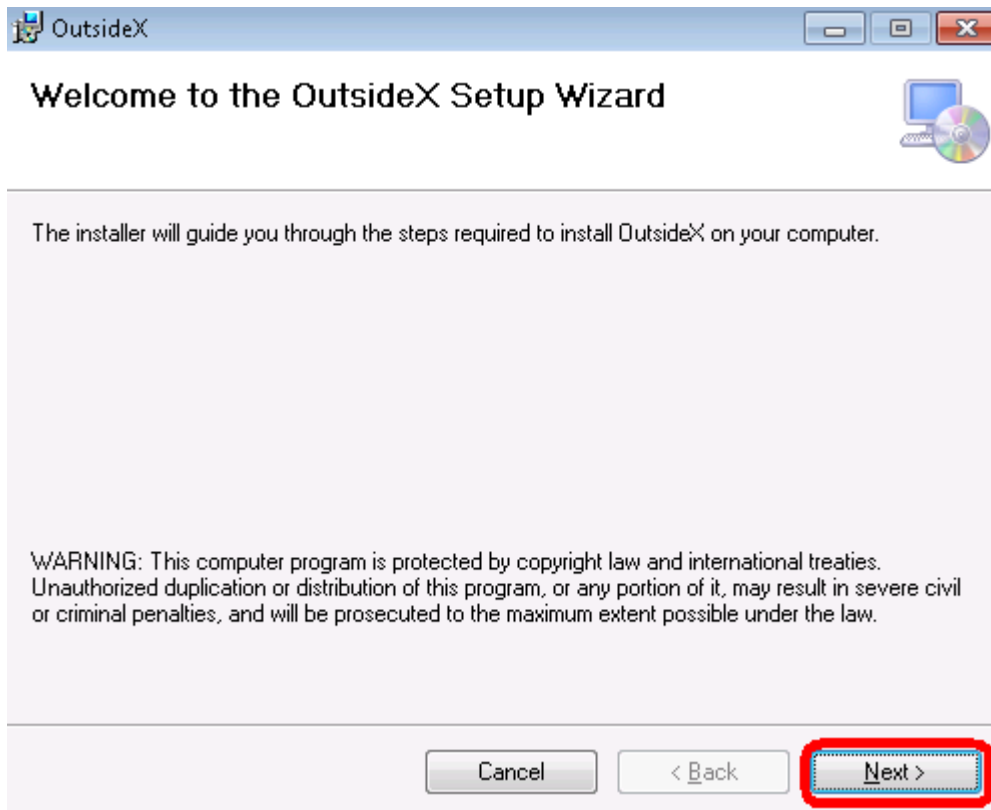 OutsideX
Welcome to the OutsideX Setup Wizard
The installer will guide you through the steps required to install OutsideX on your computer.
WARNING: This computer program is protected by copyright law and international treaties.
Unauthorized duplication or distribution of this program, or any portion of it, may result in severe civil
or criminal penalties, and will be prosecuted to the maximum extent possible under the law.
Cancel < Back Next >